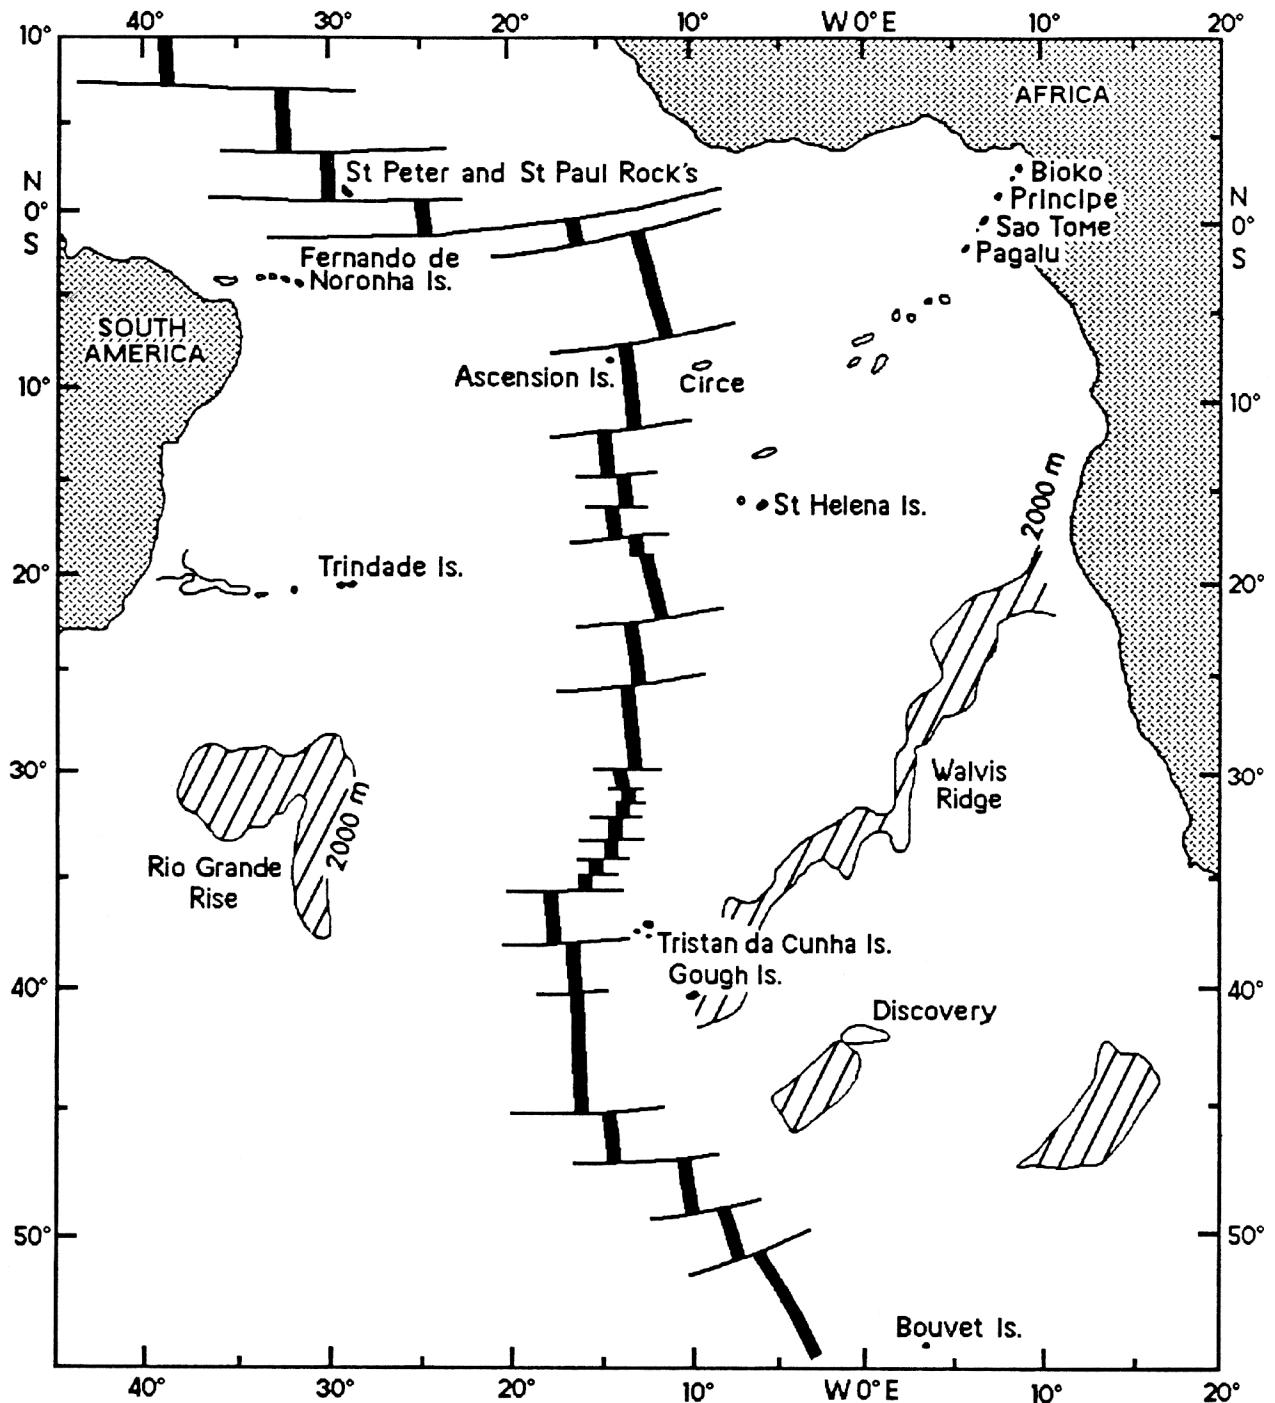 40° 30° 20° 10° W 0° E 10° 20°
10°
AFRICA
St Peter and St Paul Rock's
Bioko
Principe
N
0°
S
N
0°
S
Sao Tome
Pagalu
Fernando de
Noronha Is.
SOUTH
AMERICA
Ascension Is.
Circe
10°
10°
2000 m
St Helena Is.
Trindade Is.
20°
20°
30°
30°
Walvis
Ridge
2000 m
Rio Grande
Rise
Tristan da Cunha Is.
Gough Is.
40°
40°
Discovery
50°
50°
Bouvet Is.
40° 30° 20° 10° W 0° E 10° 20°